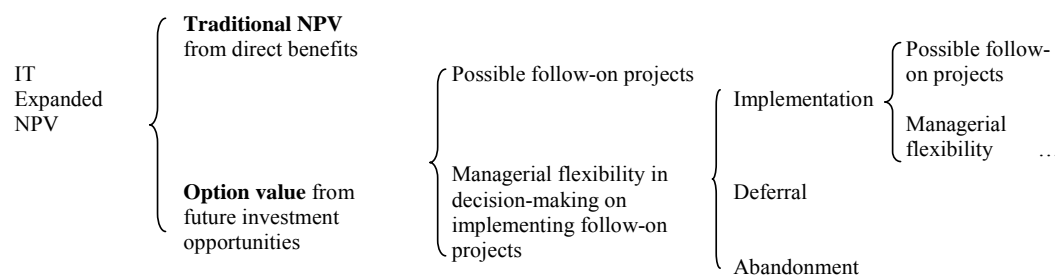 IT
Expanded
NPV
Traditional NPV
from direct benefits
Option value from
future investment
opportunities
Possible follow-on projects
Managerial flexibility in
decision-making on
implementing follow-on
projects
Implementation
Deferral
Abandonment
Possible follow-
on projects
Managerial
flexibility ..